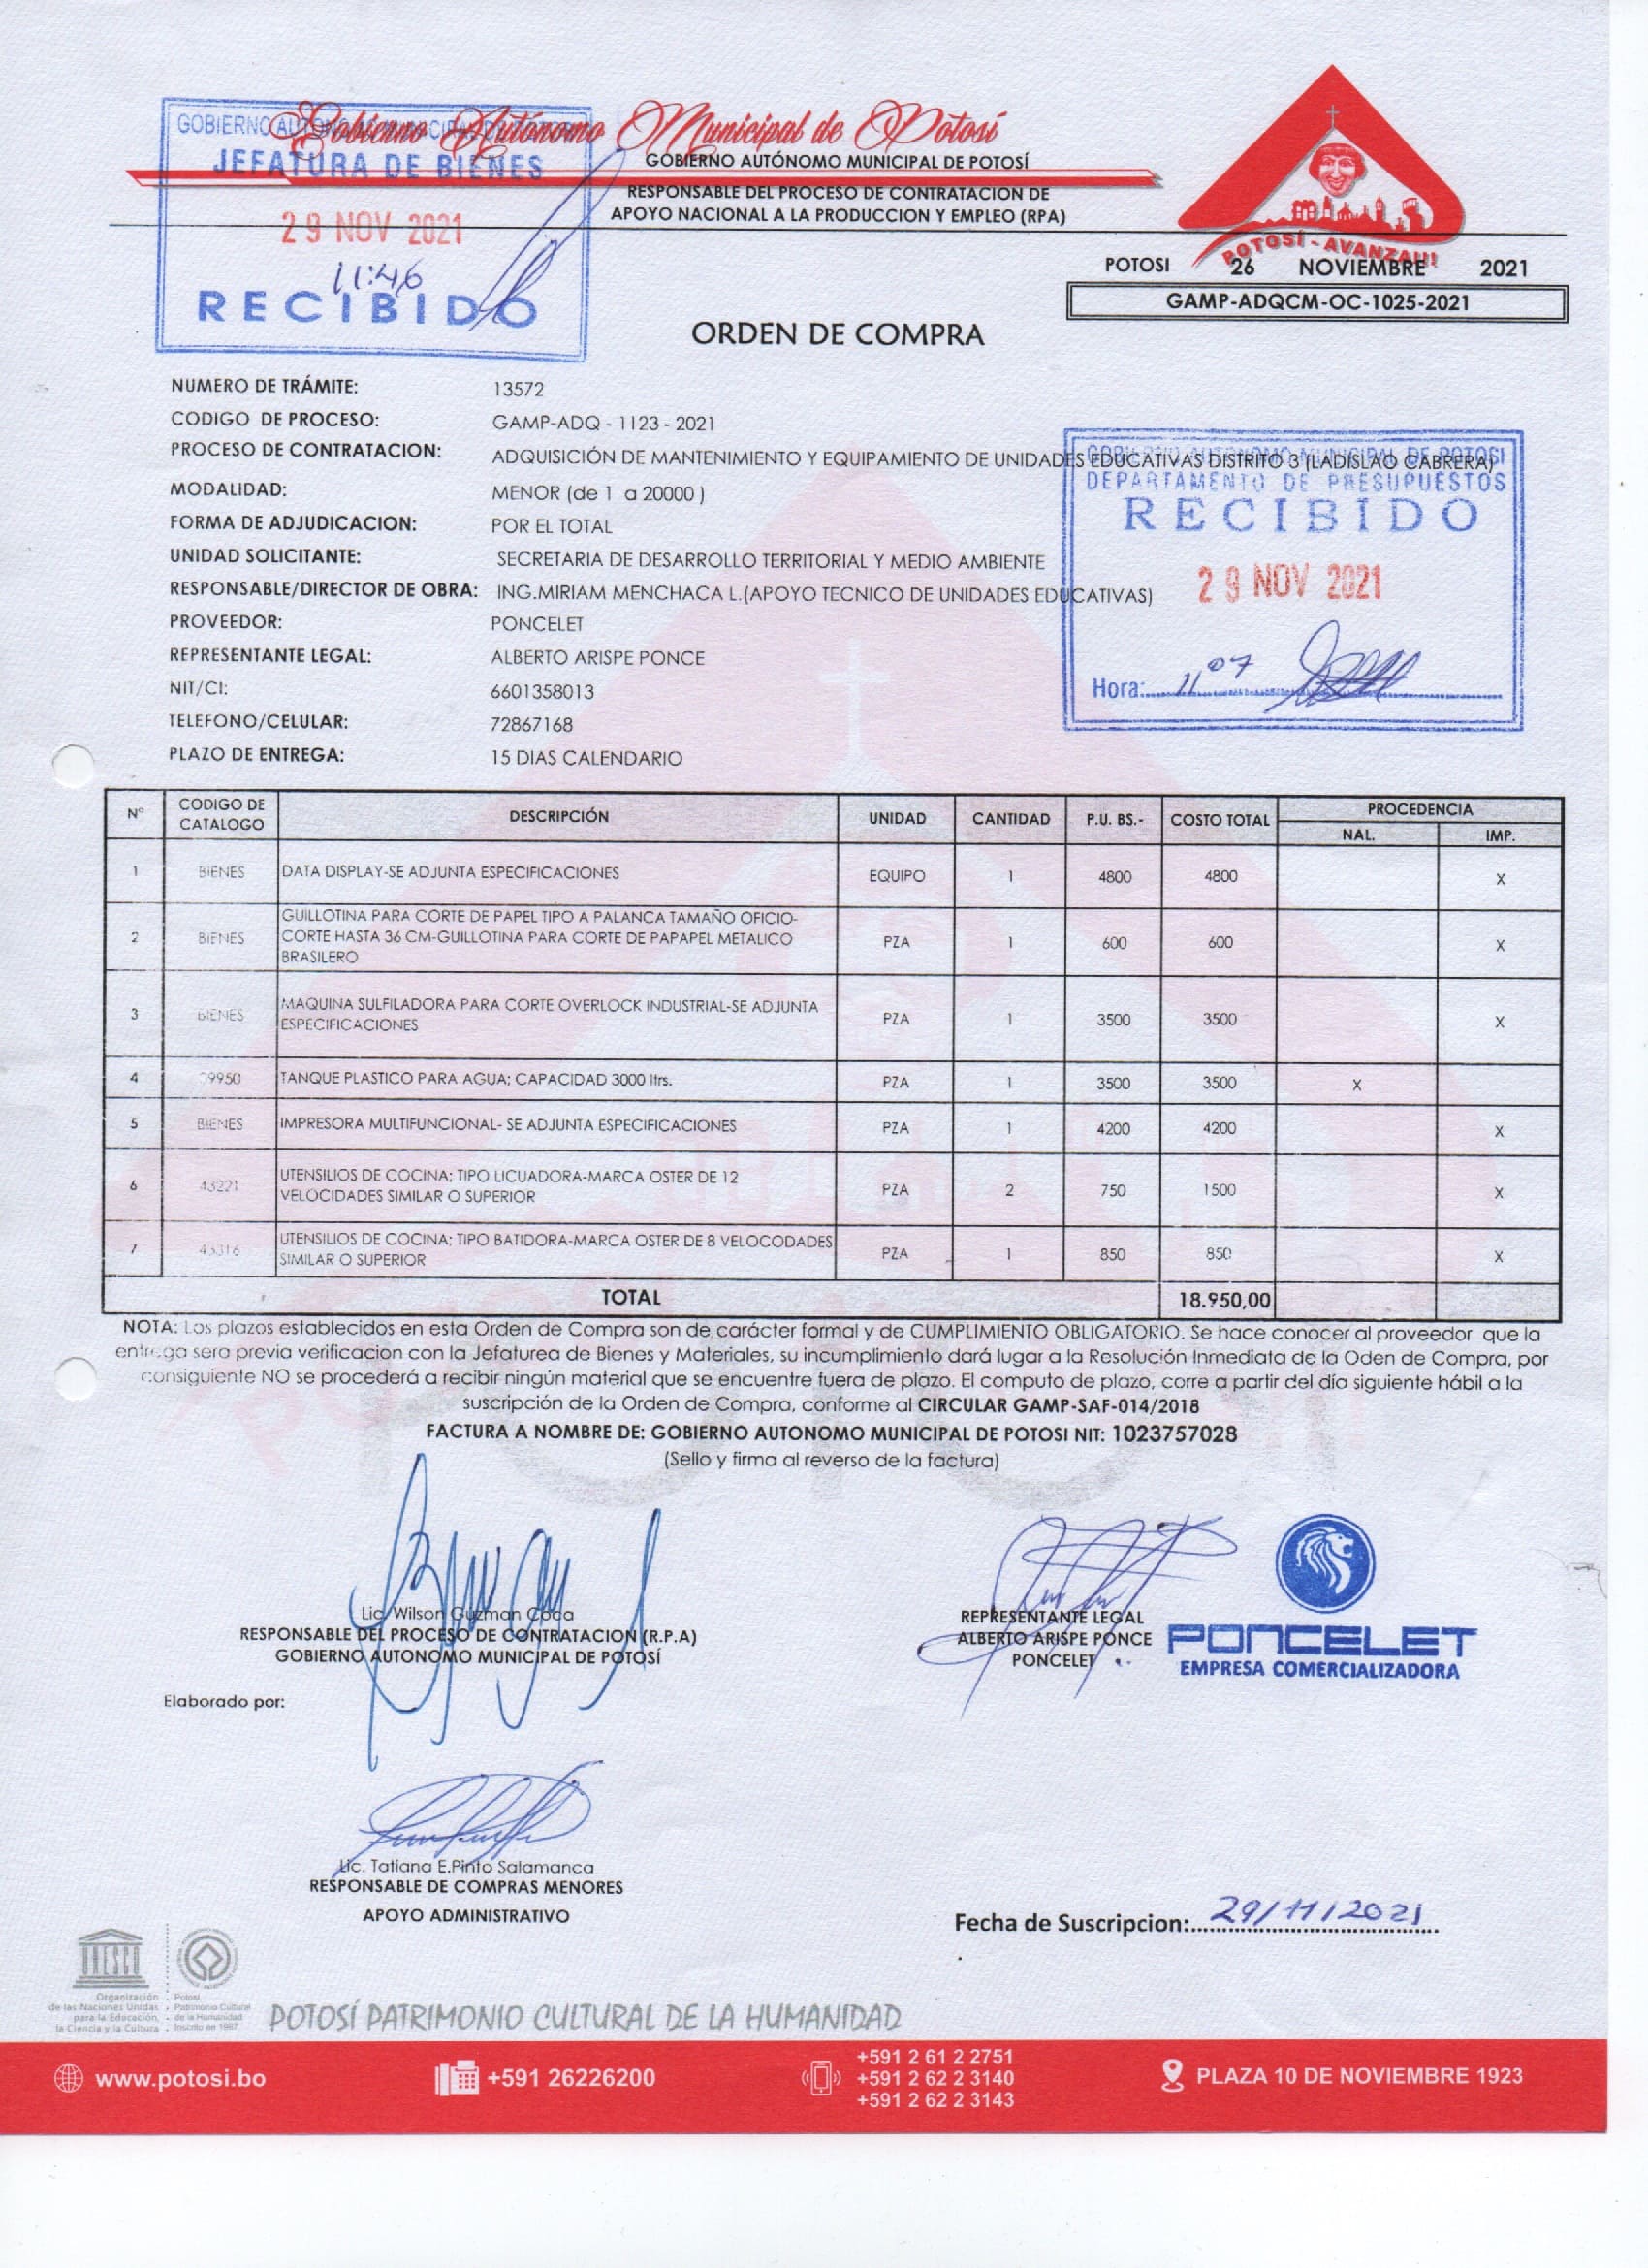 Gobierno Autónomo Municipal de Potosí
GOBIERNO AUTÓNOMO MUNICIPAL DE POTOSÍ
JEFATURA DE BIENES
29 NOV 2021
11:46
RECIBIDO
RESPONSABLE DEL PROCESO DE CONTRATACION DE
APOYO NACIONAL A LA PRODUCCION Y EMPLEO (RPA)
POTOSÍ - AVANZA!!!
POTOSI 26 NOVIEMBRE 2021
GAMP-ADQCM-OC-1025-2021
ORDEN DE COMPRA
NUMERO DE TRÁMITE: 13572
CODIGO DE PROCESO: GAMP-ADQ - 1123 - 2021
PROCESO DE CONTRATACION: ADQUISICIÓN DE MANTENIMIENTO Y EQUIPAMIENTO DE UNIDADES EDUCATIVAS DISTRITO 3 (LADISLAO CABRERA)
MODALIDAD: MENOR (de 1 a 20000 )
FORMA DE ADJUDICACION: POR EL TOTAL
UNIDAD SOLICITANTE: SECRETARIA DE DESARROLLO TERRITORIAL Y MEDIO AMBIENTE
RESPONSABLE/DIRECTOR DE OBRA: ING.MIRIAM MENCHACA L.(APOYO TECNICO DE UNIDADES EDUCATIVAS)
PROVEEDOR: PONCELET
REPRESENTANTE LEGAL: ALBERTO ARISPE PONCE
NIT/CI: 6601358013
TELEFONO/CELULAR: 72867168
PLAZO DE ENTREGA: 15 DIAS CALENDARIO
GOBIERNO AUTONOMO MUNICIPAL DE POTOSI
DEPARTAMENTO DE PRESUPUESTOS
RECIBIDO
29 NOV 2021
Hora: 11 07
N° CODIGO DE CATALOGO DESCRIPCIÓN UNIDAD CANTIDAD P.U. BS.- COSTO TOTAL PROCEDENCIA
NAL. IMP.
1 BIENES DATA DISPLAY-SE ADJUNTA ESPECIFICACIONES EQUIPO 1 4800 4800 X
GUILLOTINA PARA CORTE DE PAPEL TIPO A PALANCA TAMAÑO OFICIO-
2 BIENES CORTE HASTA 36 CM-GUILLOTINA PARA CORTE DE PAPAPEL METALICO PZA 1 600 600 X
BRASILERO
3 BIENES MAQUINA SULFILADORA PARA CORTE OVERLOCK INDUSTRIAL-SE ADJUNTA PZA 1 3500 3500 X
ESPECIFICACIONES
4 9950 TANQUE PLASTICO PARA AGUA; CAPACIDAD 3000 ltrs. PZA 1 3500 3500 X
5 BIENES IMPRESORA MULTIFUNCIONAL- SE ADJUNTA ESPECIFICACIONES PZA 1 4200 4200 X
6 43221 UTENSILIOS DE COCINA; TIPO LICUADORA-MARCA OSTER DE 12 PZA 2 750 1500 X
VELOCIDADES SIMILAR O SUPERIOR
7 43316 UTENSILIOS DE COCINA; TIPO BATIDORA-MARCA OSTER DE 8 VELOCODADES PZA 1 850 850 X
SIMILAR O SUPERIOR
TOTAL 18.950,00
NOTA: Los plazos establecidos en esta Orden de Compra son de carácter formal y de CUMPLIMIENTO OBLIGATORIO. Se hace conocer al proveedor que la
entrega sera previa verificacion con la Jefaturea de Bienes y Materiales, su incumplimiento dará lugar a la Resolución Inmediata de la Oden de Compra, por
consiguiente NO se procederá a recibir ningún material que se encuentre fuera de plazo. El computo de plazo, corre a partir del día siguiente hábil a la
suscripción de la Orden de Compra, conforme al CIRCULAR GAMP-SAF-014/2018
FACTURA A NOMBRE DE: GOBIERNO AUTONOMO MUNICIPAL DE POTOSI NIT: 1023757028
(Sello y firma al reverso de la factura)
Lic. Wilson Guzman Coca
RESPONSABLE DEL PROCESO DE CONTRATACION (R.P.A)
GOBIERNO AUTONOMO MUNICIPAL DE POTOSÍ
REPRESENTANTE LEGAL
ALBERTO ARISPE PONCE
PONCELET
PONCELET
EMPRESA COMERCIALIZADORA
Elaborado por:
Lic. Tatiana E.Pinto Salamanca
RESPONSABLE DE COMPRAS MENORES
APOYO ADMINISTRATIVO
Fecha de Suscripcion: 29/11/2021
UNESCO
Organización
de las Naciones Unidas
para la Educación,
la Ciencia y la Cultura
Potosí
Patrimonio Cultural
de la Humanidad
Inscrito en 1987
POTOSÍ PATRIMONIO CULTURAL DE LA HUMANIDAD
www.potosi.bo
+591 26226200
+591 2 61 2 2751
+591 2 62 2 3140
+591 2 62 2 3143
PLAZA 10 DE NOVIEMBRE 1923